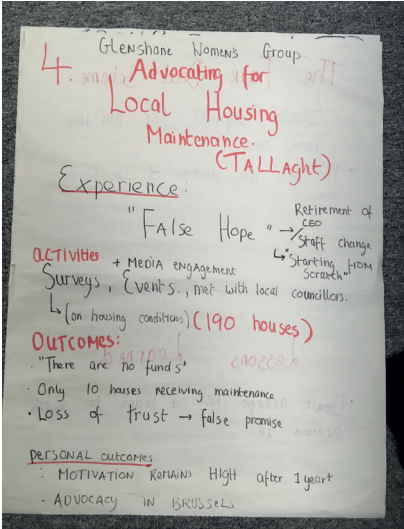 Glenshane Women's Group
4. Advocating for
Local Housing
Maintenance.
(TALLAghT)
Experience:
"False Hope" → Retirement of CEO / Staff change
↳ "Starting from Scratch"
ACTIVITIES + MEDIA ENGAGEMENT
Surveys, Events., met with local councillors.
↳ (on housing conditions) (190 houses)
OUTCOMES:
· "There are no funds"
· Only 10 houses receiving maintenance
· Loss of trust → false promise
personal outcomes
· MOTIVATION REMAINS HIGH after 1 year+
· ADVOCACY IN BRUSSELS